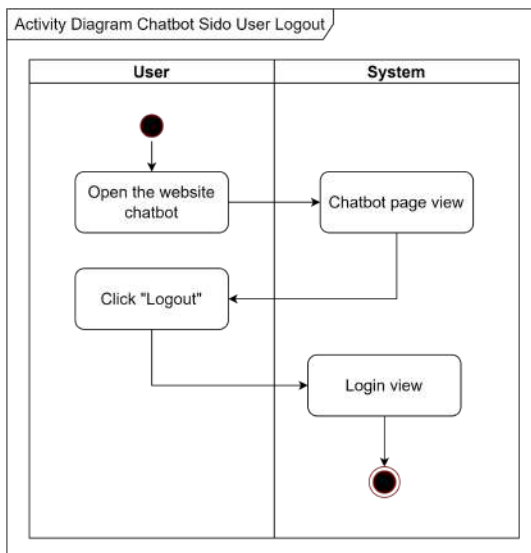 Activity Diagram Chatbot Sido User Logout
User
System
Open the website
chatbot
Chatbot page view
Click "Logout"
Login view